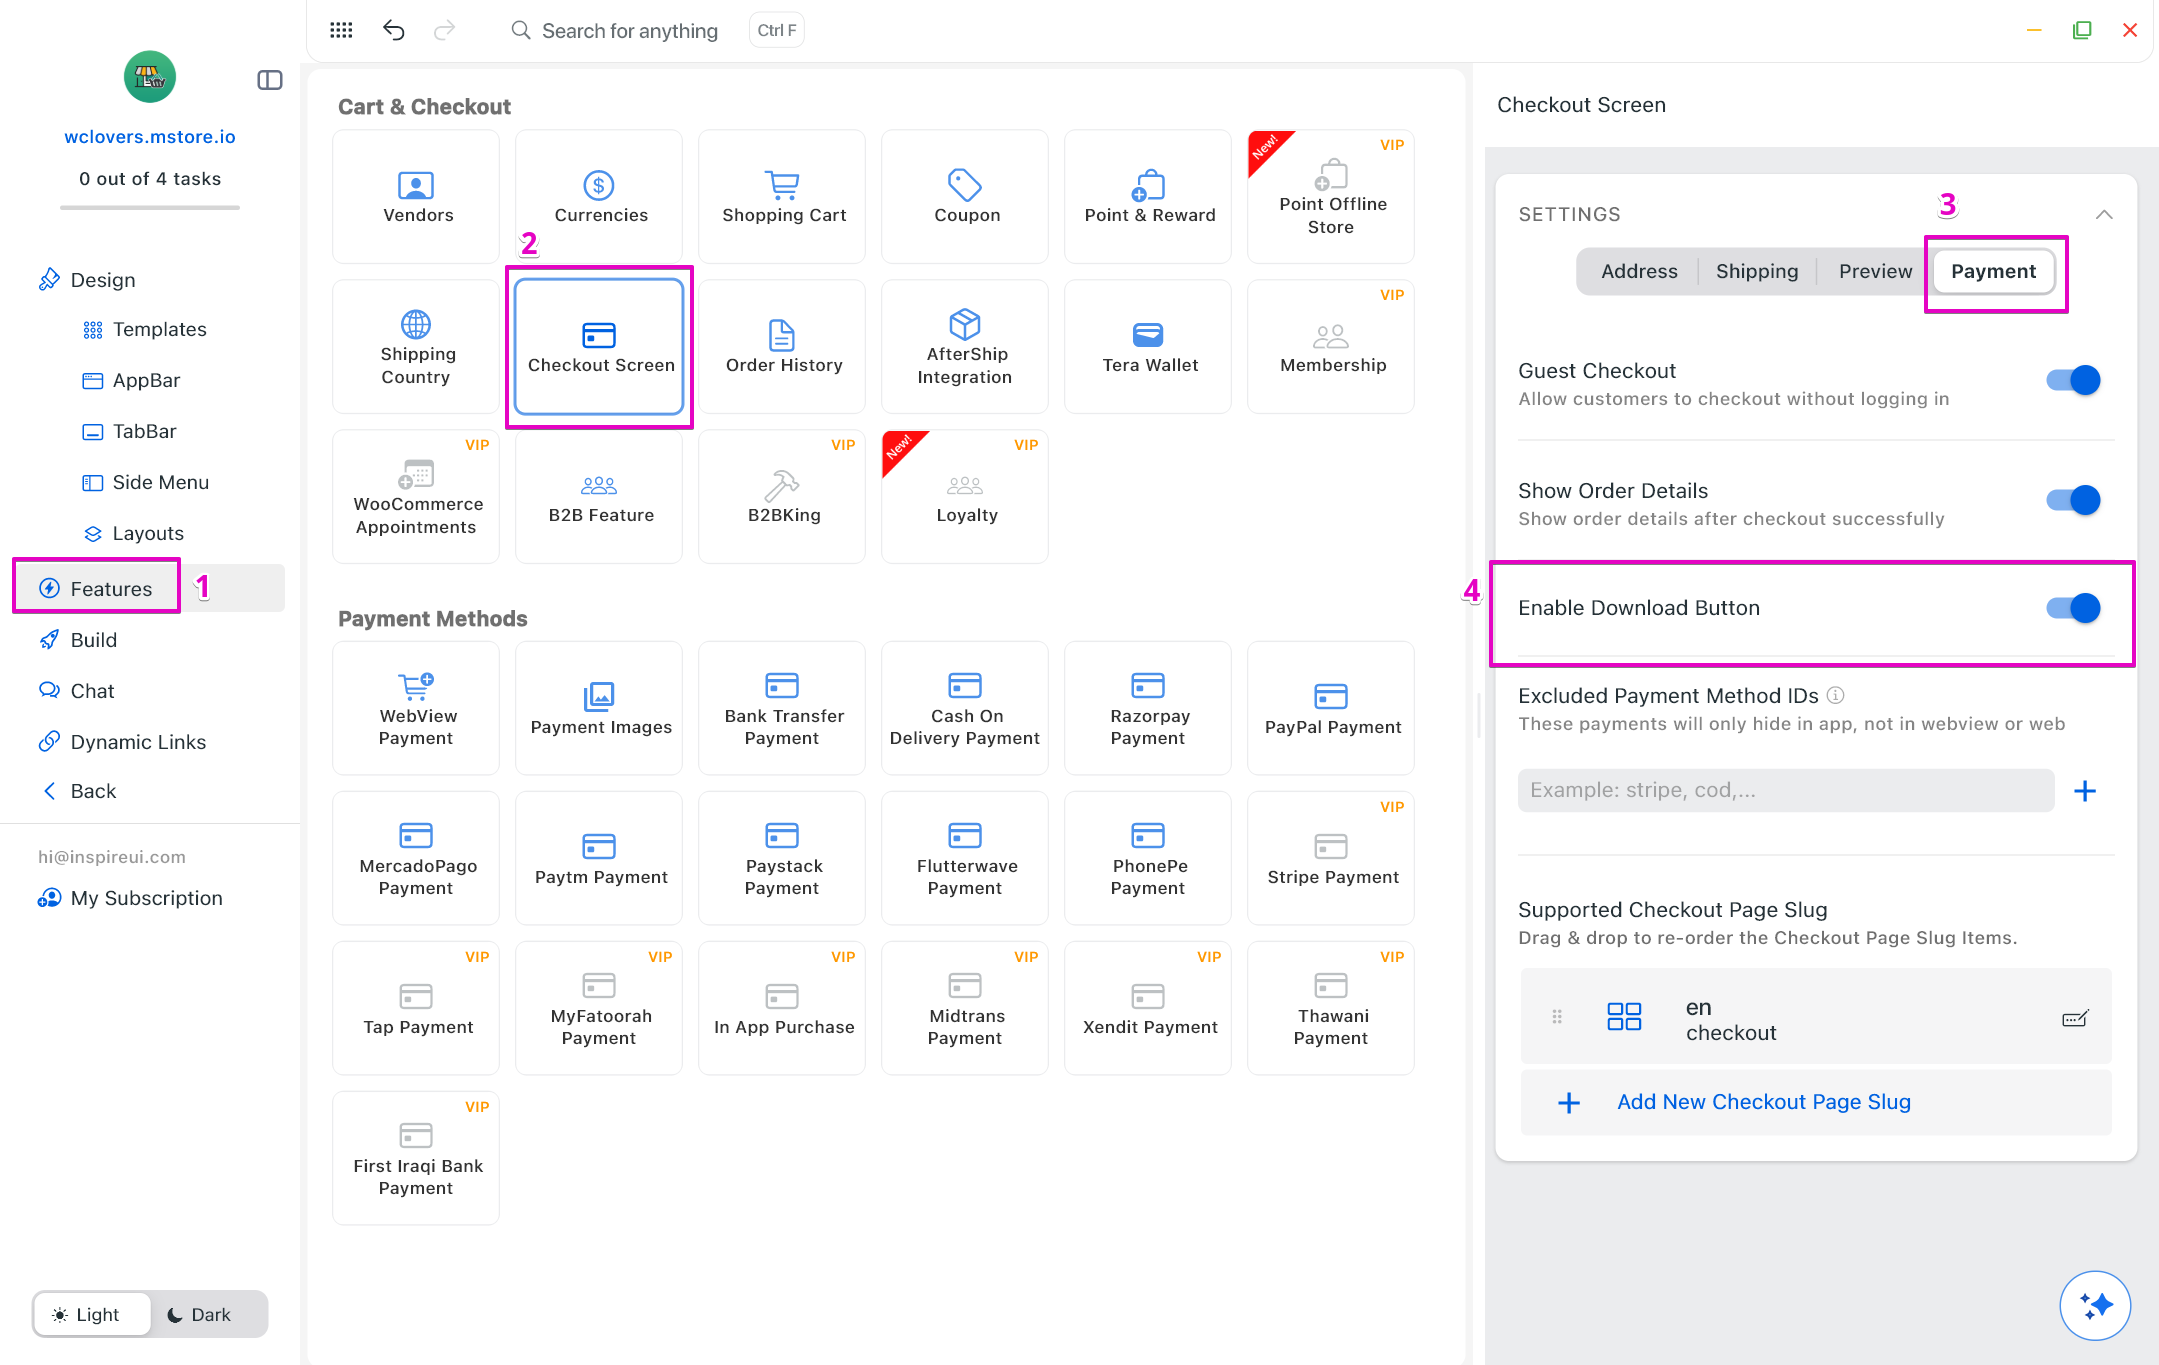 Search for anything
Ctrl F
wclovers.mstore.io
0 out of 4 tasks
Design
Templates
AppBar
TabBar
Side Menu
Layouts
Features
1
Build
Chat
Dynamic Links
Back
hi@inspireui.com
My Subscription
Light
Dark
Cart & Checkout
Vendors
Currencies
Shopping Cart
Coupon
Point & Reward
New!
VIP
Point Offline
Store
2
Shipping
Country
Checkout Screen
Order History
AfterShip
Integration
Tera Wallet
VIP
Membership
VIP
WooCommerce
Appointments
B2B Feature
VIP
B2BKing
New!
VIP
Loyalty
Payment Methods
WebView
Payment
Payment Images
Bank Transfer
Payment
Cash On
Delivery Payment
Razorpay
Payment
PayPal Payment
MercadoPago
Payment
Paytm Payment
Paystack
Payment
Flutterwave
Payment
PhonePe
Payment
VIP
Stripe Payment
VIP
Tap Payment
VIP
MyFatoorah
Payment
VIP
In App Purchase
VIP
Midtrans
Payment
VIP
Xendit Payment
VIP
Thawani
Payment
VIP
First Iraqi Bank
Payment
Checkout Screen
SETTINGS
3
Address
Shipping
Preview
Payment
Guest Checkout
Allow customers to checkout without logging in
Show Order Details
Show order details after checkout successfully
4
Enable Download Button
Excluded Payment Method IDs
These payments will only hide in app, not in webview or web
Example: stripe, cod,...
Supported Checkout Page Slug
Drag & drop to re-order the Checkout Page Slug Items.
en
checkout
Add New Checkout Page Slug